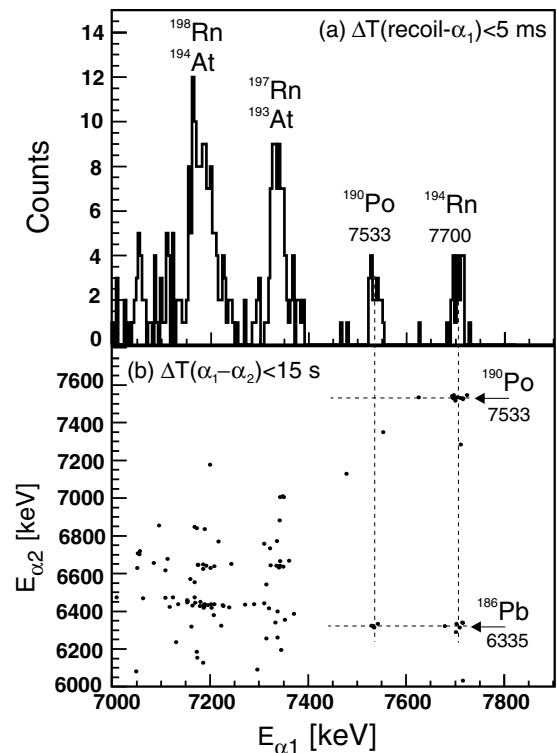 (a) ΔT(recoil-α₁)<5 ms
¹⁹⁸Rn
¹⁹⁴At
¹⁹⁷Rn
¹⁹³At
¹⁹⁰Po
7533
¹⁹⁴Rn
7700
Counts
14
12
10
8
6
4
2
0
(b) ΔT(α₁−α₂)<15 s
¹⁹⁰Po
7533
¹⁸⁶Pb
6335
E_α2 [keV]
7600
7400
7200
7000
6800
6600
6400
6200
6000
7000 7200 7400 7600 7800
E_α1 [keV]